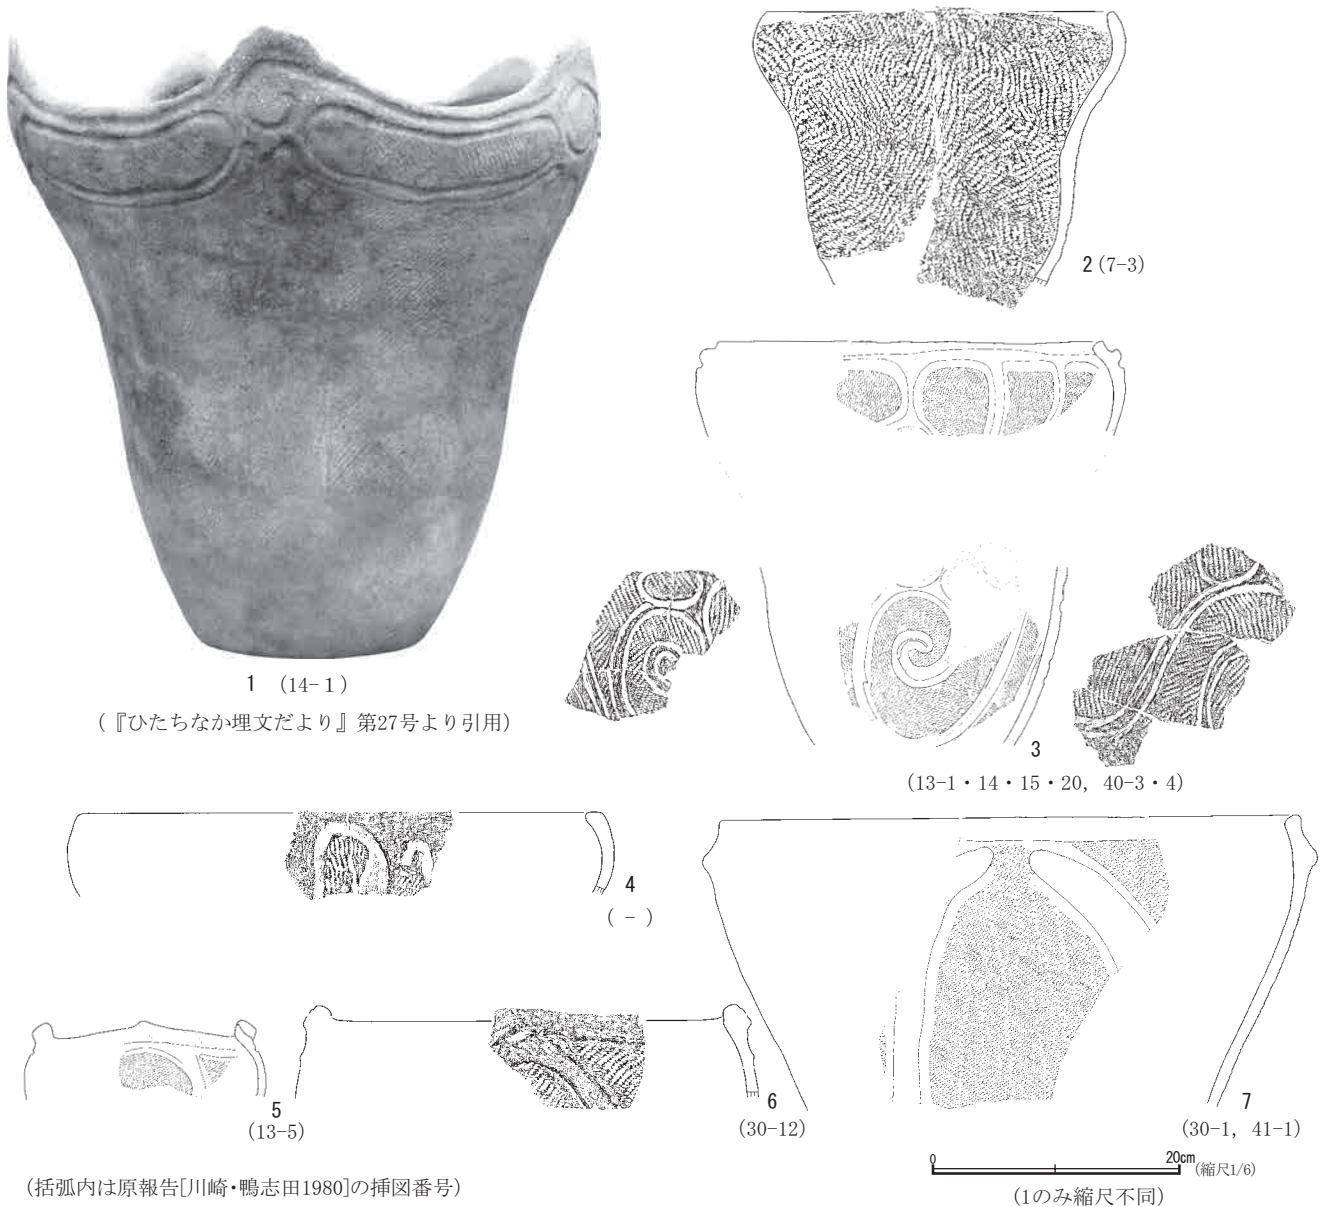 2 (7-3)
1 (14-1)
(『ひたちなか埋文だより』第27号より引用)
3
(13-1・14・15・20, 40-3・4)
4
( - )
5
(13-5)
6
(30-12)
7
(30-1, 41-1)
0 20cm (縮尺1/6)
(括弧内は原報告[川崎・鴨志田1980]の挿図番号)
(1のみ縮尺不同)